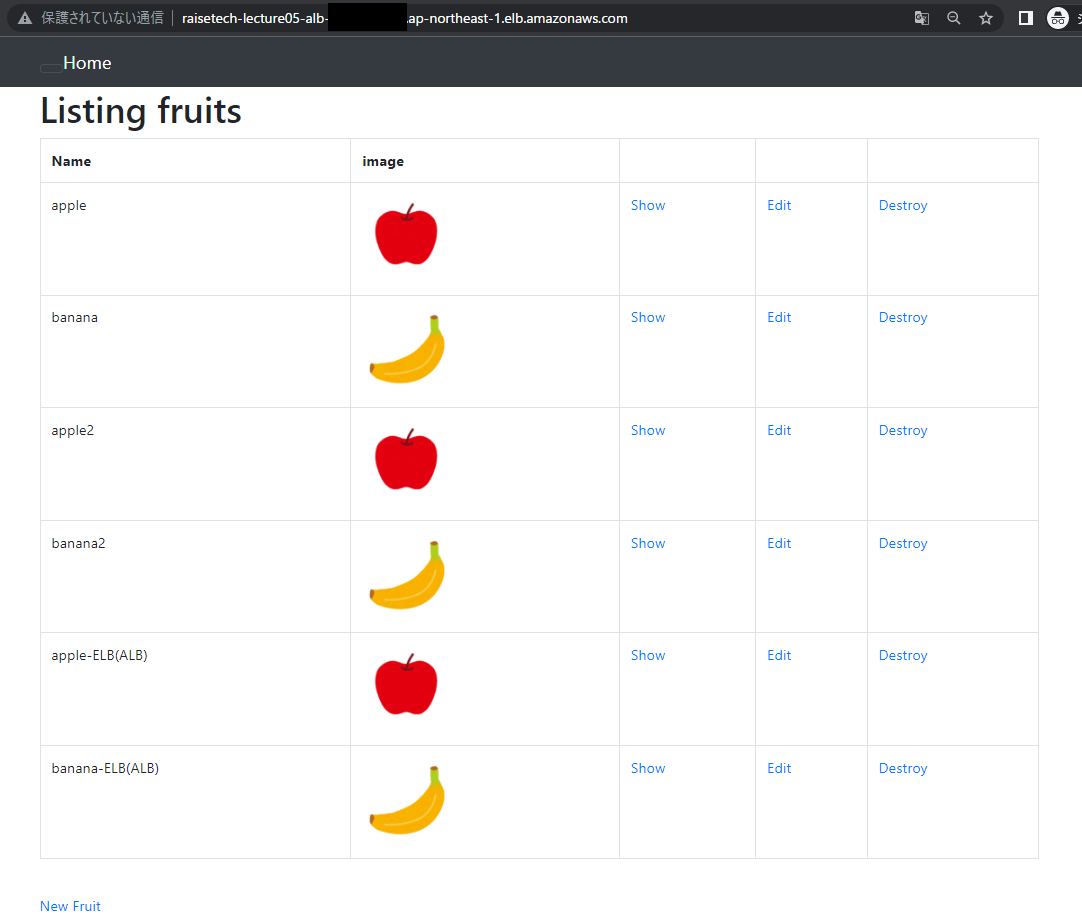 保護されていない通信 raisetech-lecture05-alb- .ap-northeast-1.elb.amazonaws.com
Home
Listing fruits
Name image
apple Show Edit Destroy
banana Show Edit Destroy
apple2 Show Edit Destroy
banana2 Show Edit Destroy
apple-ELB(ALB) Show Edit Destroy
banana-ELB(ALB) Show Edit Destroy
New Fruit